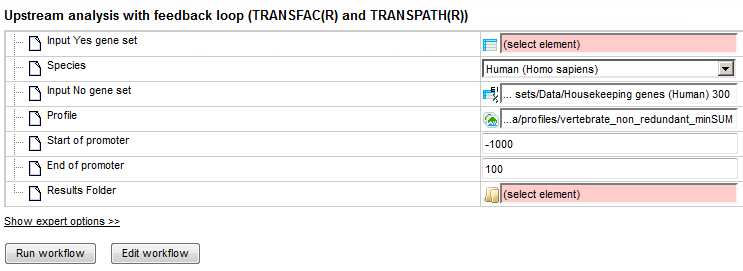 Upstream analysis with feedback loop (TRANSFAC(R) and TRANSPATH(R))
Input Yes gene set (select element)
Species Human (Homo sapiens)
Input No gene set ... sets/Data/Housekeeping genes (Human) 300
Profile ...a/profiles/vertebrate_non_redundant_minSUM
Start of promoter -1000
End of promoter 100
Results Folder (select element)
Show expert options >>
Run workflow Edit workflow